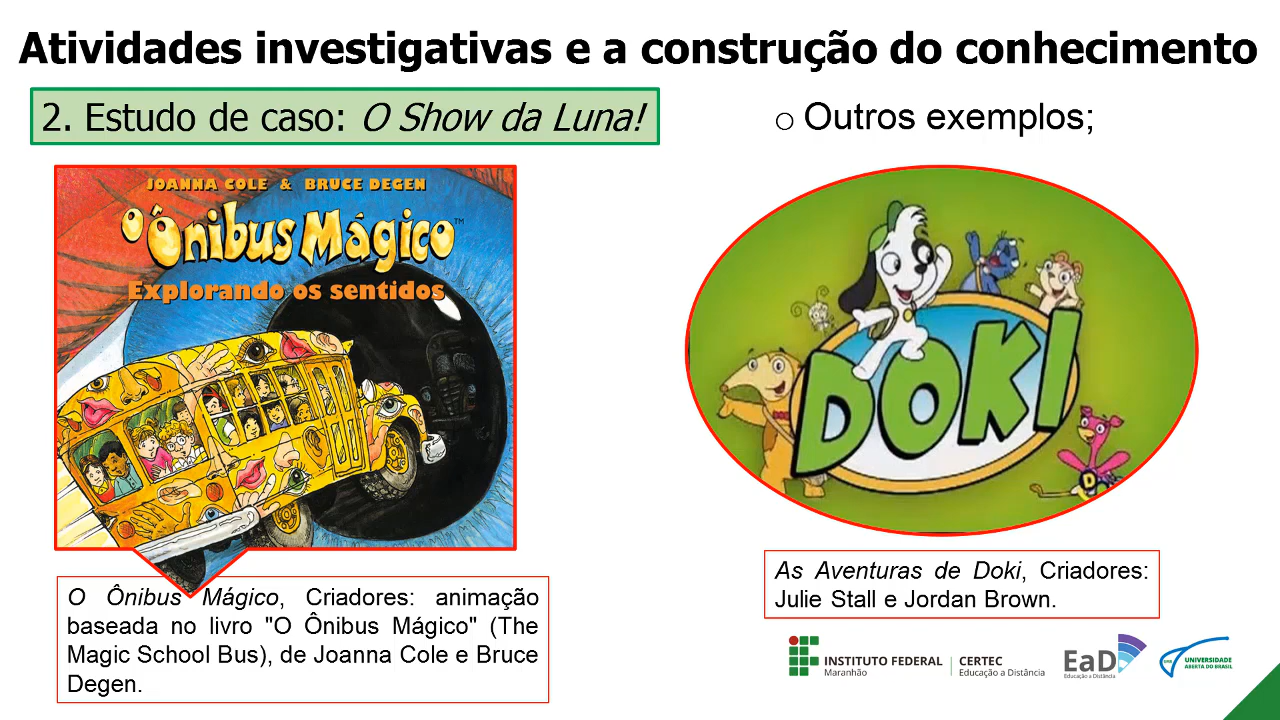 Atividades investigativas e a construção do conhecimento
2. Estudo de caso: O Show da Luna!
o Outros exemplos;
JOANNA COLE & BRUCE DEGEN
O Ônibus Mágico™
Explorando os sentidos
DOKI
O Ônibus Mágico, Criadores: animação
baseada no livro "O Ônibus Mágico" (The
Magic School Bus), de Joanna Cole e Bruce
Degen.
As Aventuras de Doki, Criadores:
Julie Stall e Jordan Brown.
INSTITUTO FEDERAL
Maranhão
CERTEC
Educação a Distância
EaD
Educação a Distância
UAB
UNIVERSIDADE
ABERTA DO BRASIL